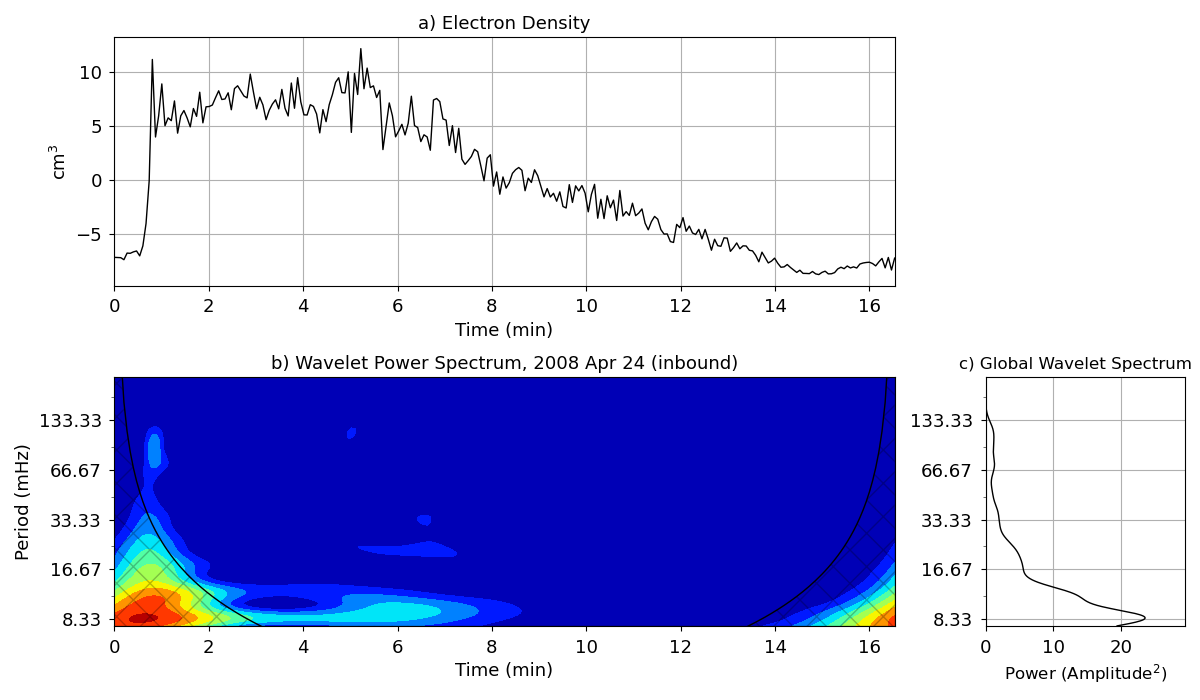 a) Electron Density
10
5
0
−5
cm³
0 2 4 6 8 10 12 14 16
Time (min)
b) Wavelet Power Spectrum, 2008 Apr 24 (inbound)
133.33
66.67
33.33
16.67
8.33
Period (mHz)
0 2 4 6 8 10 12 14 16
Time (min)
c) Global Wavelet Spectrum
133.33
66.67
33.33
16.67
8.33
0 10 20
Power (Amplitude²)